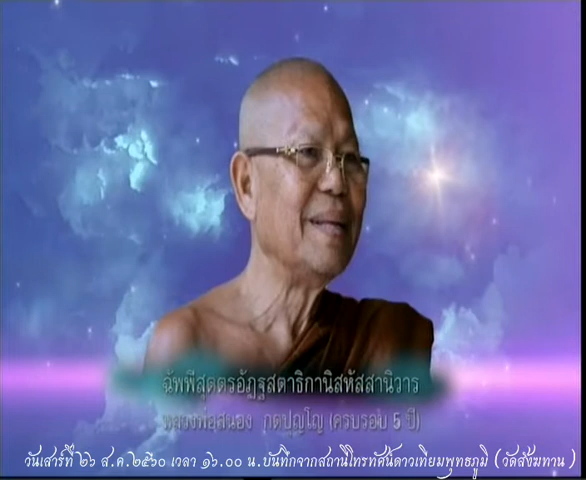 ฉัพพีสุตตรอัฏฐสตาธิกานิสหัสสานิวาร
หลวงพ่อสนอง กตปุญโญ (ครบรอบ 5 ปี)
วันเสาร์ที่ ๒๖ ส.ค.๒๕๖๐ เวลา ๑๖.๐๐ น.บันทึกจากสถานีโทรทัศน์ดาวเทียมพุทธภูมิ (วัดสังฆทาน)